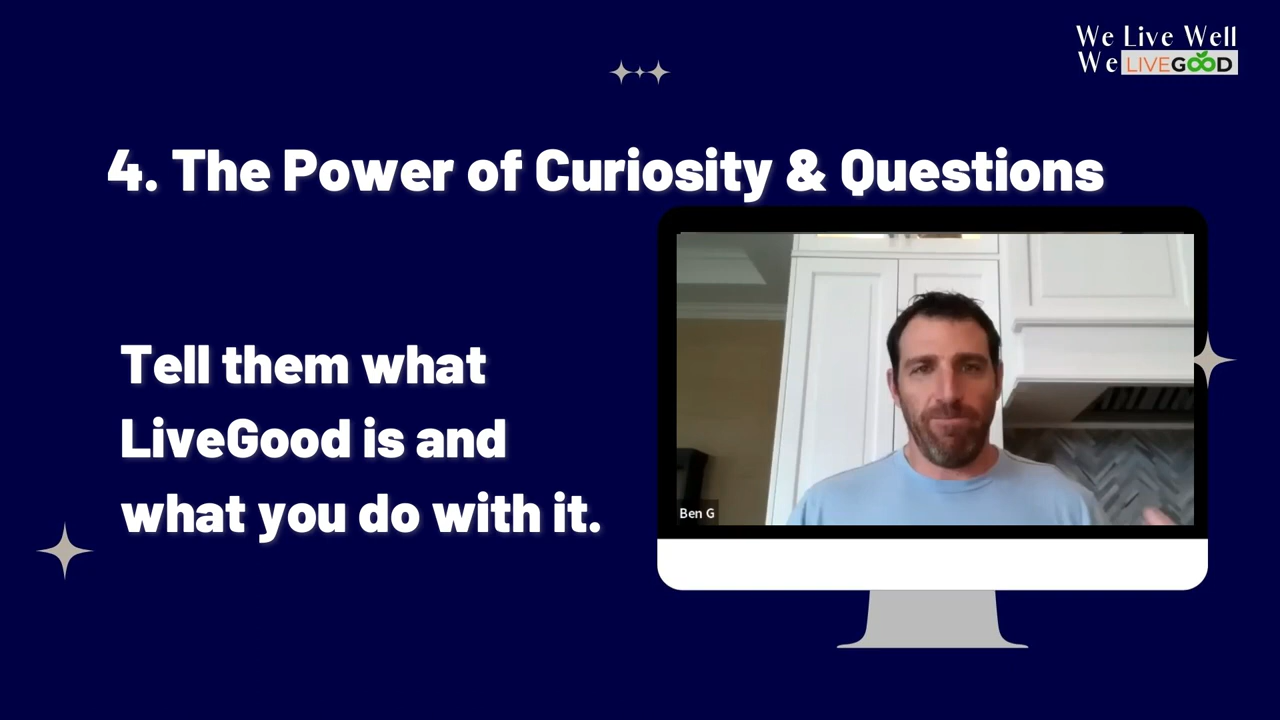 We Live Well
We LIVEGOOD
4. The Power of Curiosity & Questions
Tell them what
LiveGood is and
what you do with it.
Ben G